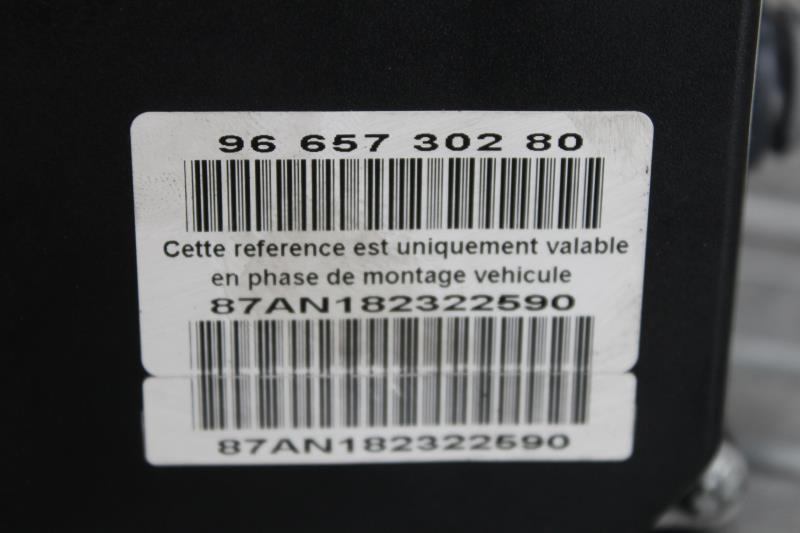 96 657 302 80
Cette reference est uniquement valable
en phase de montage vehicule
87AN182322590
87AN182322590